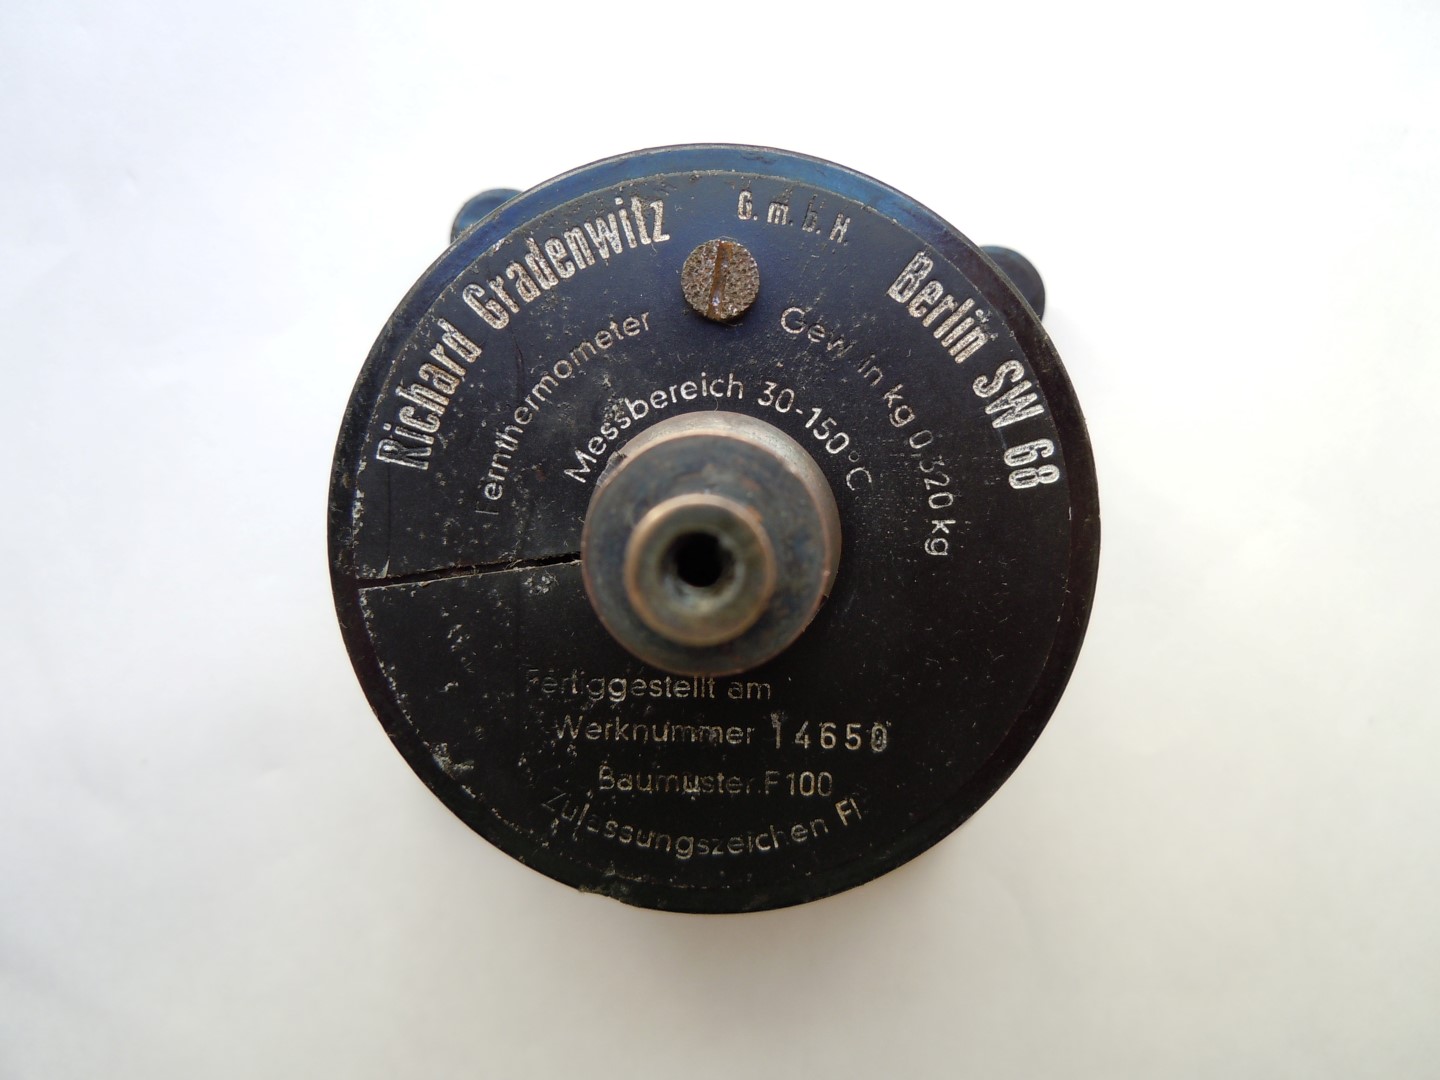 Richard Gradenwitz G.m.b.H. Berlin SW 68
Fernthermometer Gew in kg 0,320 kg
Messbereich 30-150°C
Fertiggestellt am
Werknummer 14650
Baumuster F100
Zulassungszeichen Fl.